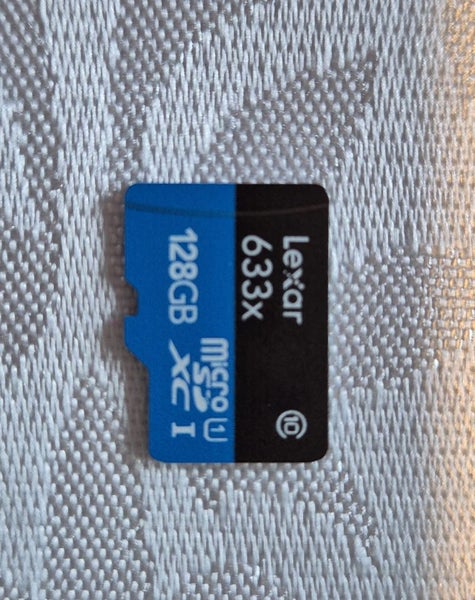 Lexar
633x
⑩
128GB
micro
SD
XC I
U1